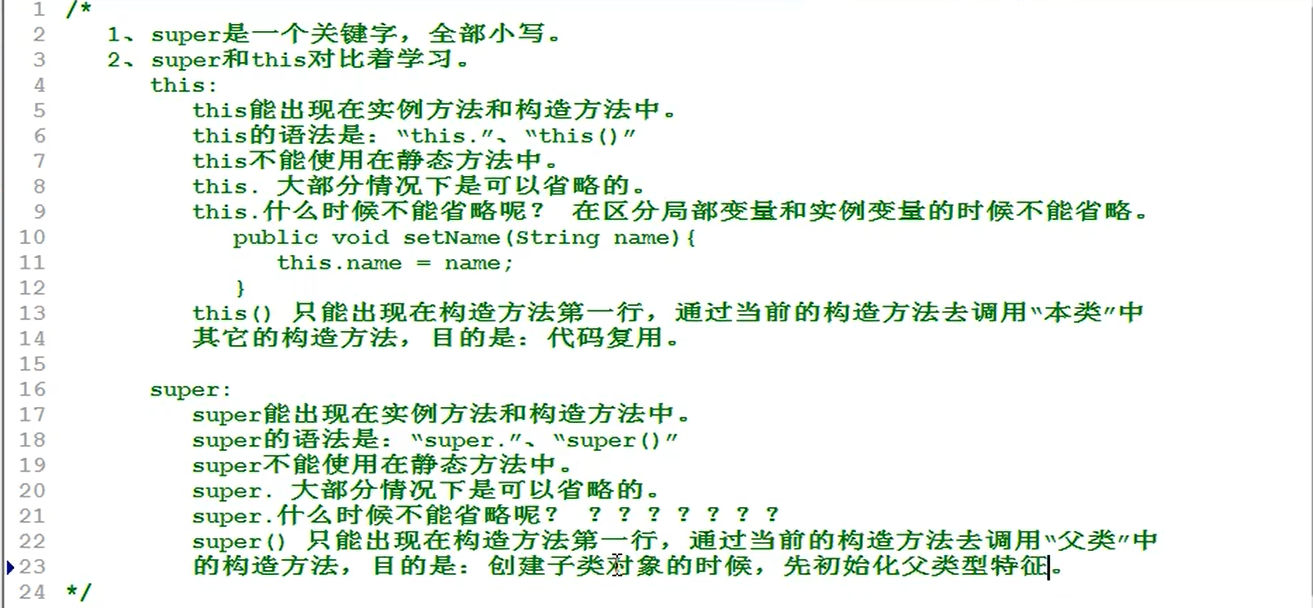 1 /*
2 1、super是一个关键字，全部小写。
3 2、super和this对比着学习。
4 this:
5 this能出现在实例方法和构造方法中。
6 this的语法是：“this.”、“this()”
7 this不能使用在静态方法中。
8 this. 大部分情况下是可以省略的。
9 this.什么时候不能省略呢？ 在区分局部变量和实例变量的时候不能省略。
10 public void setName(String name){
11 this.name = name;
12 }
13 this() 只能出现在构造方法第一行，通过当前的构造方法去调用“本类”中
14 其它的构造方法，目的是：代码复用。
15
16 super:
17 super能出现在实例方法和构造方法中。
18 super的语法是：“super.”、“super()”
19 super不能使用在静态方法中。
20 super. 大部分情况下是可以省略的。
21 super.什么时候不能省略呢？ ？？？？？？？
22 super() 只能出现在构造方法第一行，通过当前的构造方法去调用“父类”中
23 的构造方法，目的是：创建子类对象的时候，先初始化父类型特征。
24 */